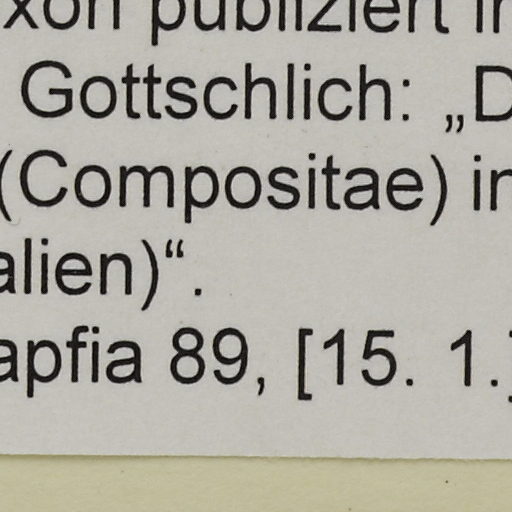 xon publiziert in
Gottschlich: „D
(Compositae) in
alien)“.
apfia 89, [15. 1.]